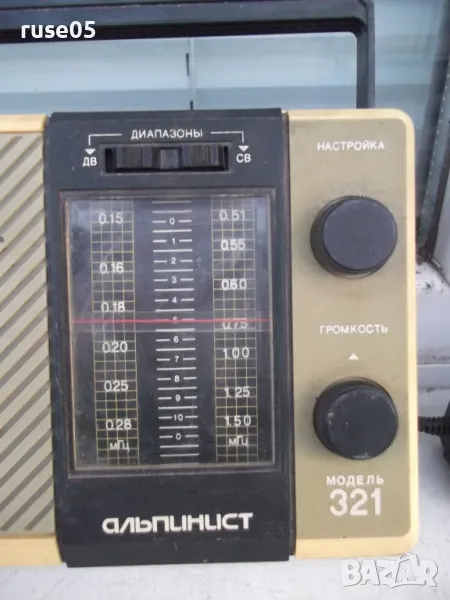 ruse05
ДИАПАЗОНЫ
ДВ СВ
НАСТРОЙКА
0.15 0 0.51
1
2 0.55
0.16 3
4 0.60
0.18
5 0.75
0.20 6
7 1.00
0.25 8
9 1.25
0.28 10 1.50
мГц 0 мГц
ГРОМКОСТЬ
МОДЕЛЬ
321
альпинист
BAZAR